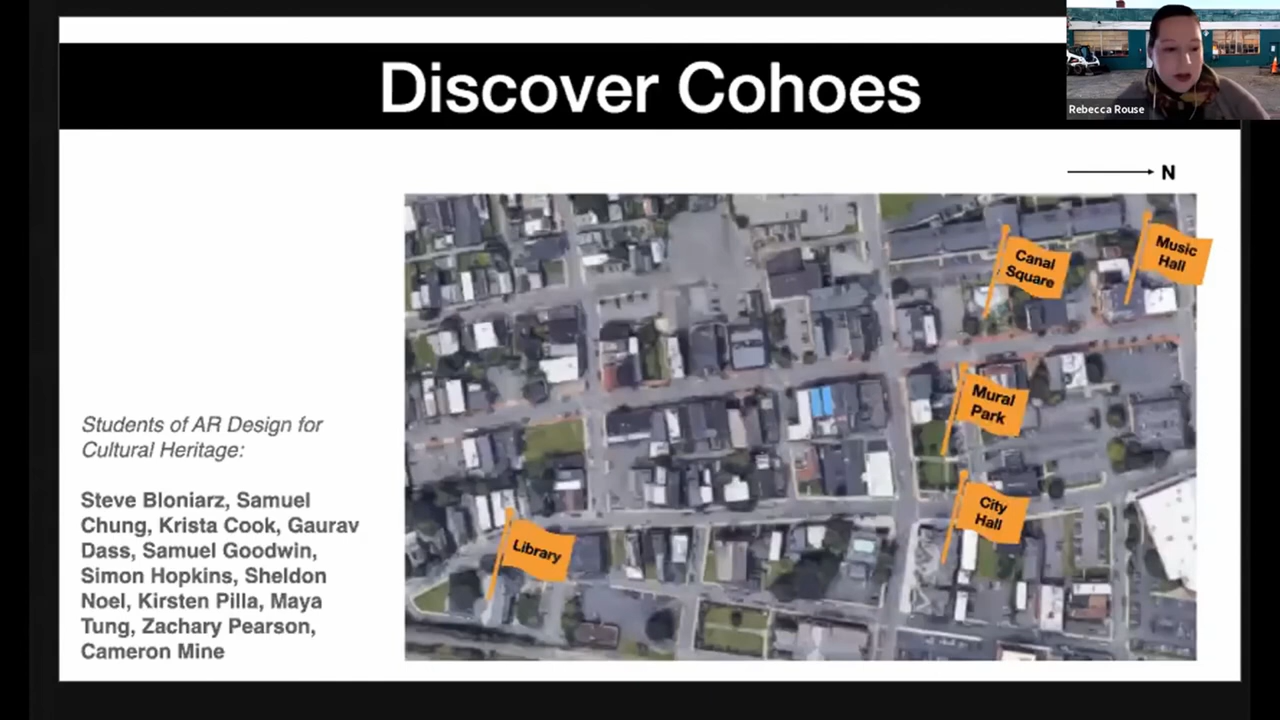 Discover Cohoes
Rebecca Rouse
N
Canal
Square
Music
Hall
Mural
Park
City
Hall
Library
Students of AR Design for
Cultural Heritage:
Steve Bloniarz, Samuel
Chung, Krista Cook, Gaurav
Dass, Samuel Goodwin,
Simon Hopkins, Sheldon
Noel, Kirsten Pilla, Maya
Tung, Zachary Pearson,
Cameron Mine